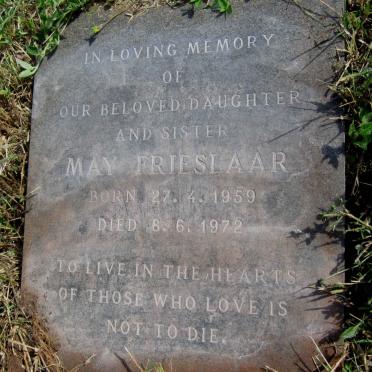 IN LOVING MEMORY
OF
OUR BELOVED DAUGHTER
AND SISTER
MAY FRIESLAAR
BORN 27.4.1959
DIED 8.6.1972
TO LIVE IN THE HEARTS
OF THOSE WHO LOVE IS
NOT TO DIE.